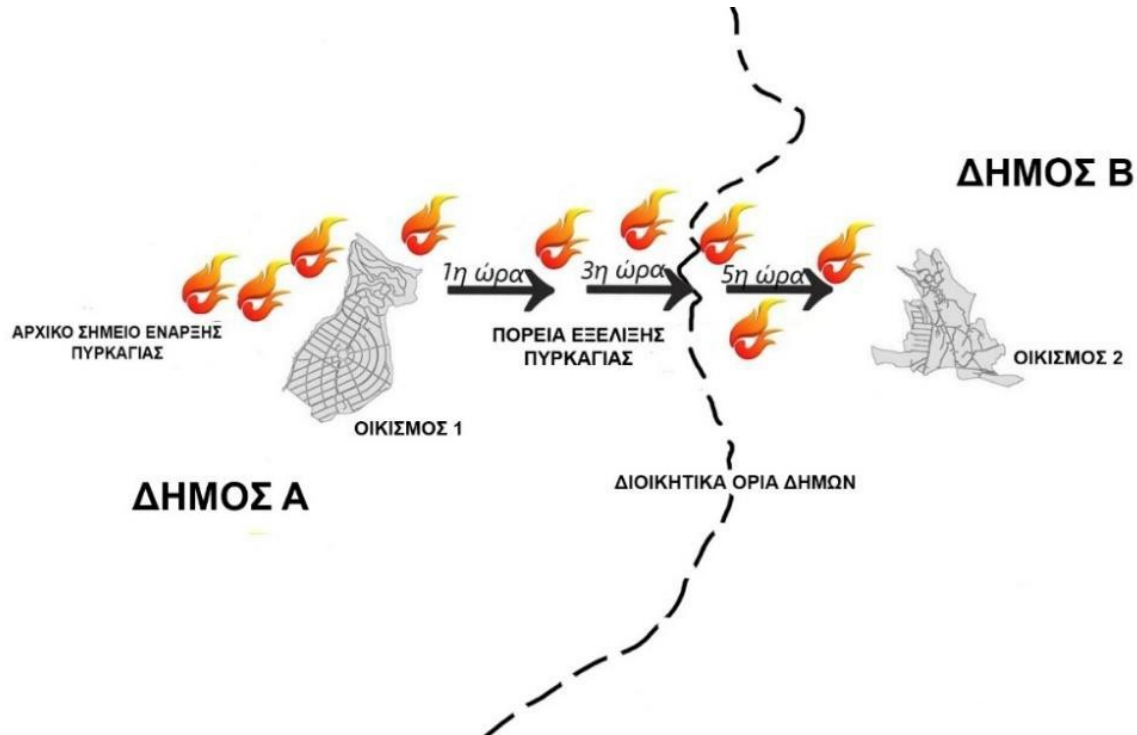 ΔΗΜΟΣ Β
1η ώρα
3η ώρα
5η ώρα
ΑΡΧΙΚΟ ΣΗΜΕΙΟ ΕΝΑΡΞΗΣ
ΠΥΡΚΑΓΙΑΣ
ΠΟΡΕΙΑ ΕΞΕΛΙΞΗΣ
ΠΥΡΚΑΓΙΑΣ
ΟΙΚΙΣΜΟΣ 2
ΟΙΚΙΣΜΟΣ 1
ΔΙΟΙΚΗΤΙΚΑ ΟΡΙΑ ΔΗΜΩΝ
ΔΗΜΟΣ Α